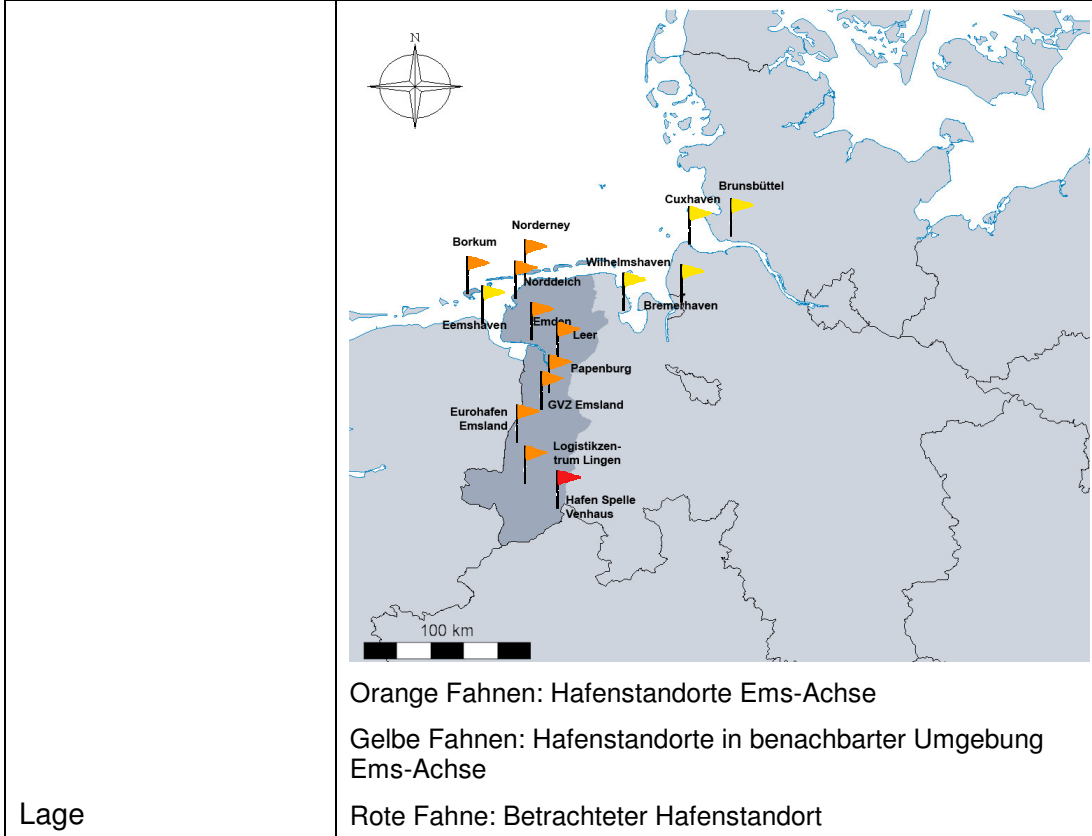 N
Brunsbüttel
Cuxhaven
Norderney
Borkum
Wilhelmshaven
Norddeich
Bremerhaven
Eemshaven
Emden
Leer
Papenburg
GVZ Emsland
Eurohafen
Emsland
Logistikzen-
trum Lingen
Hafen Spelle
Venhaus
100 km
Orange Fahnen: Hafenstandorte Ems-Achse
Gelbe Fahnen: Hafenstandorte in benachbarter Umgebung
Ems-Achse
Lage
Rote Fahne: Betrachteter Hafenstandort